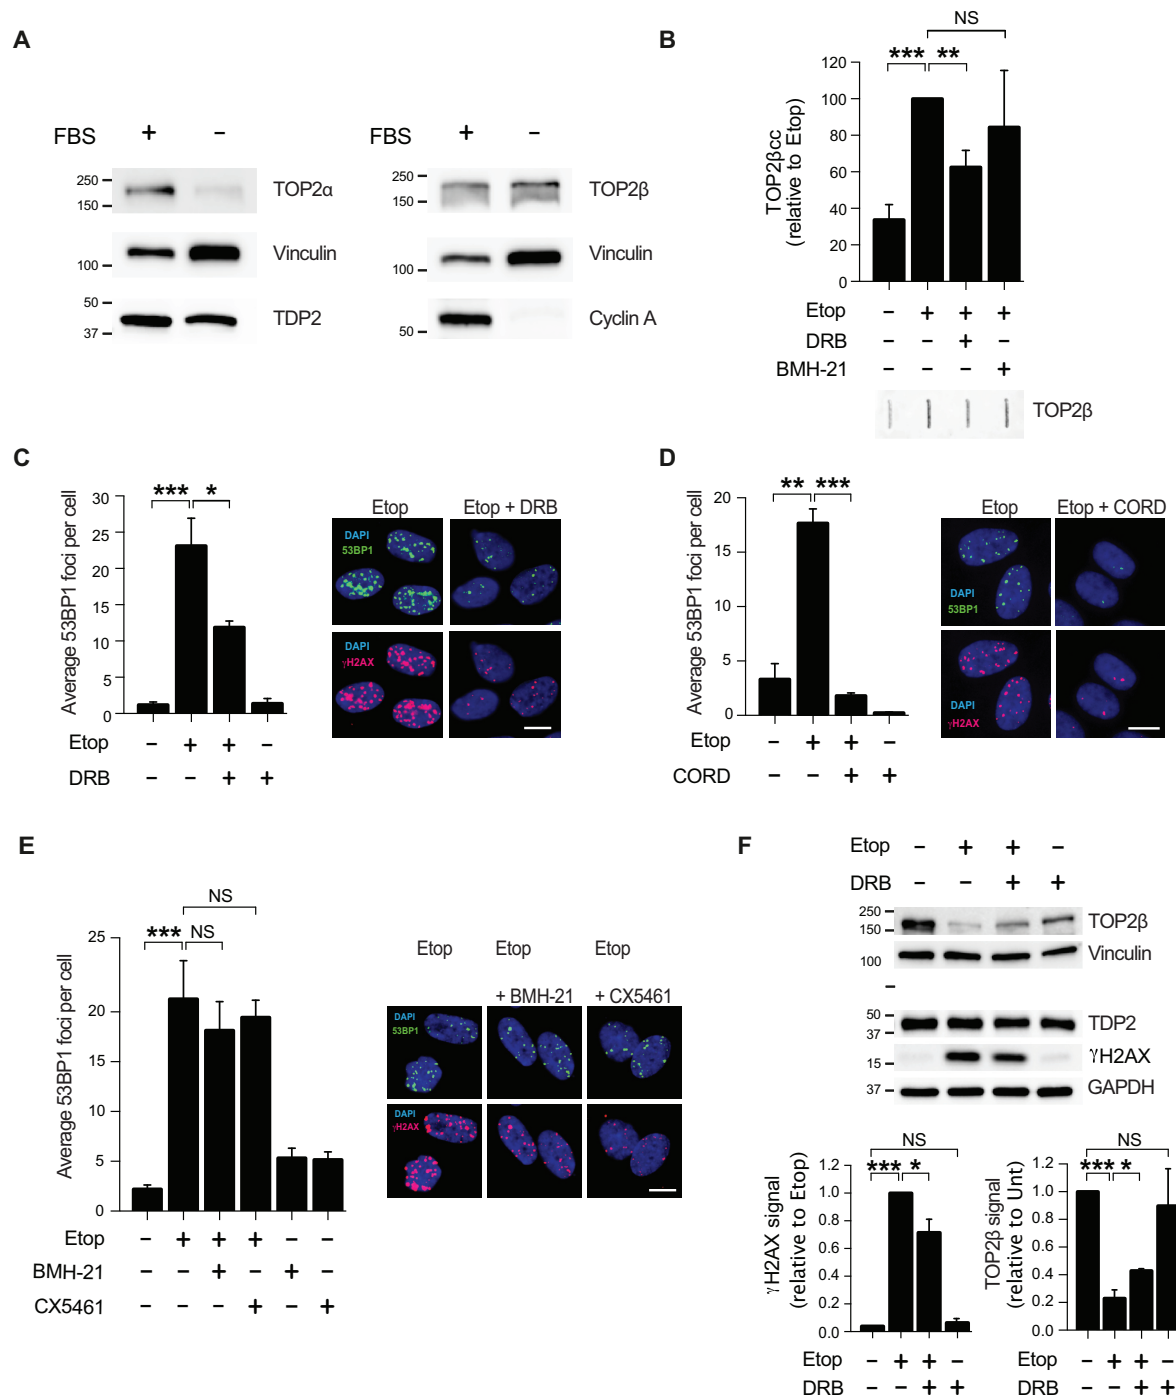 A
FBS + −
250
150
TOP2α
100
Vinculin
50
37
TDP2
FBS + −
250
150
TOP2β
100
Vinculin
50
Cyclin A
B
NS
*** **
TOP2βcc
(relative to Etop)
120
100
80
60
40
20
0
Etop − + + +
DRB − − + −
BMH-21 − − − +
TOP2β
C
*** *
Average 53BP1 foci per cell
30
25
20
15
10
5
0
Etop − + + −
DRB − − + +
Etop Etop + DRB
DAPI
53BP1
DAPI
γH2AX
D
** ***
Average 53BP1 foci per cell
20
15
10
5
0
Etop − + + −
CORD − − + +
Etop Etop + CORD
DAPI
53BP1
DAPI
γH2AX
E
NS
*** NS
Average 53BP1 foci per cell
25
20
15
10
5
0
Etop − + + + − −
BMH-21 − − + − + −
CX5461 − − − + − +
Etop Etop Etop
+ BMH-21 + CX5461
DAPI
53BP1
DAPI
γH2AX
F
Etop − + + −
DRB − − + +
250
150
TOP2β
100
Vinculin
50
37
TDP2
15
γH2AX
37
GAPDH
NS
*** *
γH2AX signal
(relative to Etop)
1.2
1.0
0.8
0.6
0.4
0.2
0.0
Etop − + + −
DRB − − + +
NS
*** *
TOP2β signal
(relative to Unt)
1.2
1.0
0.8
0.6
0.4
0.2
0.0
Etop − + + −
DRB − − + +